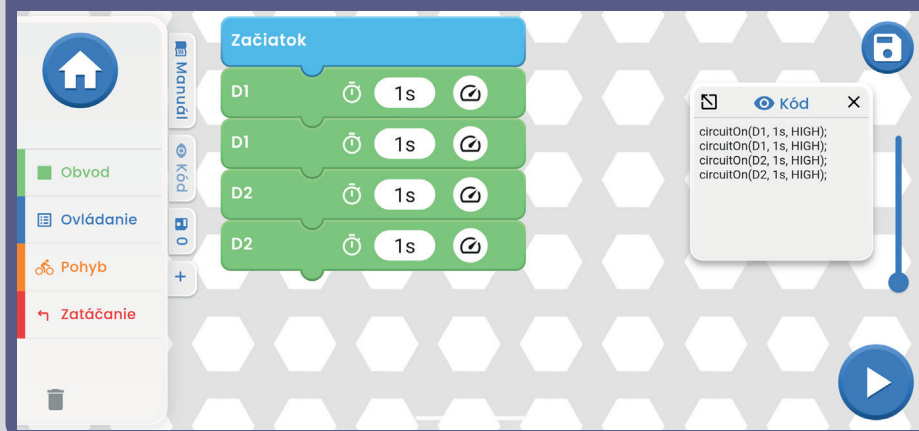 Obvod
Ovládanie
Pohyb
Zatáčanie
Manuál
Kód
0
+
Začiatok
D1 1s
D1 1s
D2 1s
D2 1s
Kód
circuitOn(D1, 1s, HIGH);
circuitOn(D1, 1s, HIGH);
circuitOn(D2, 1s, HIGH);
circuitOn(D2, 1s, HIGH);